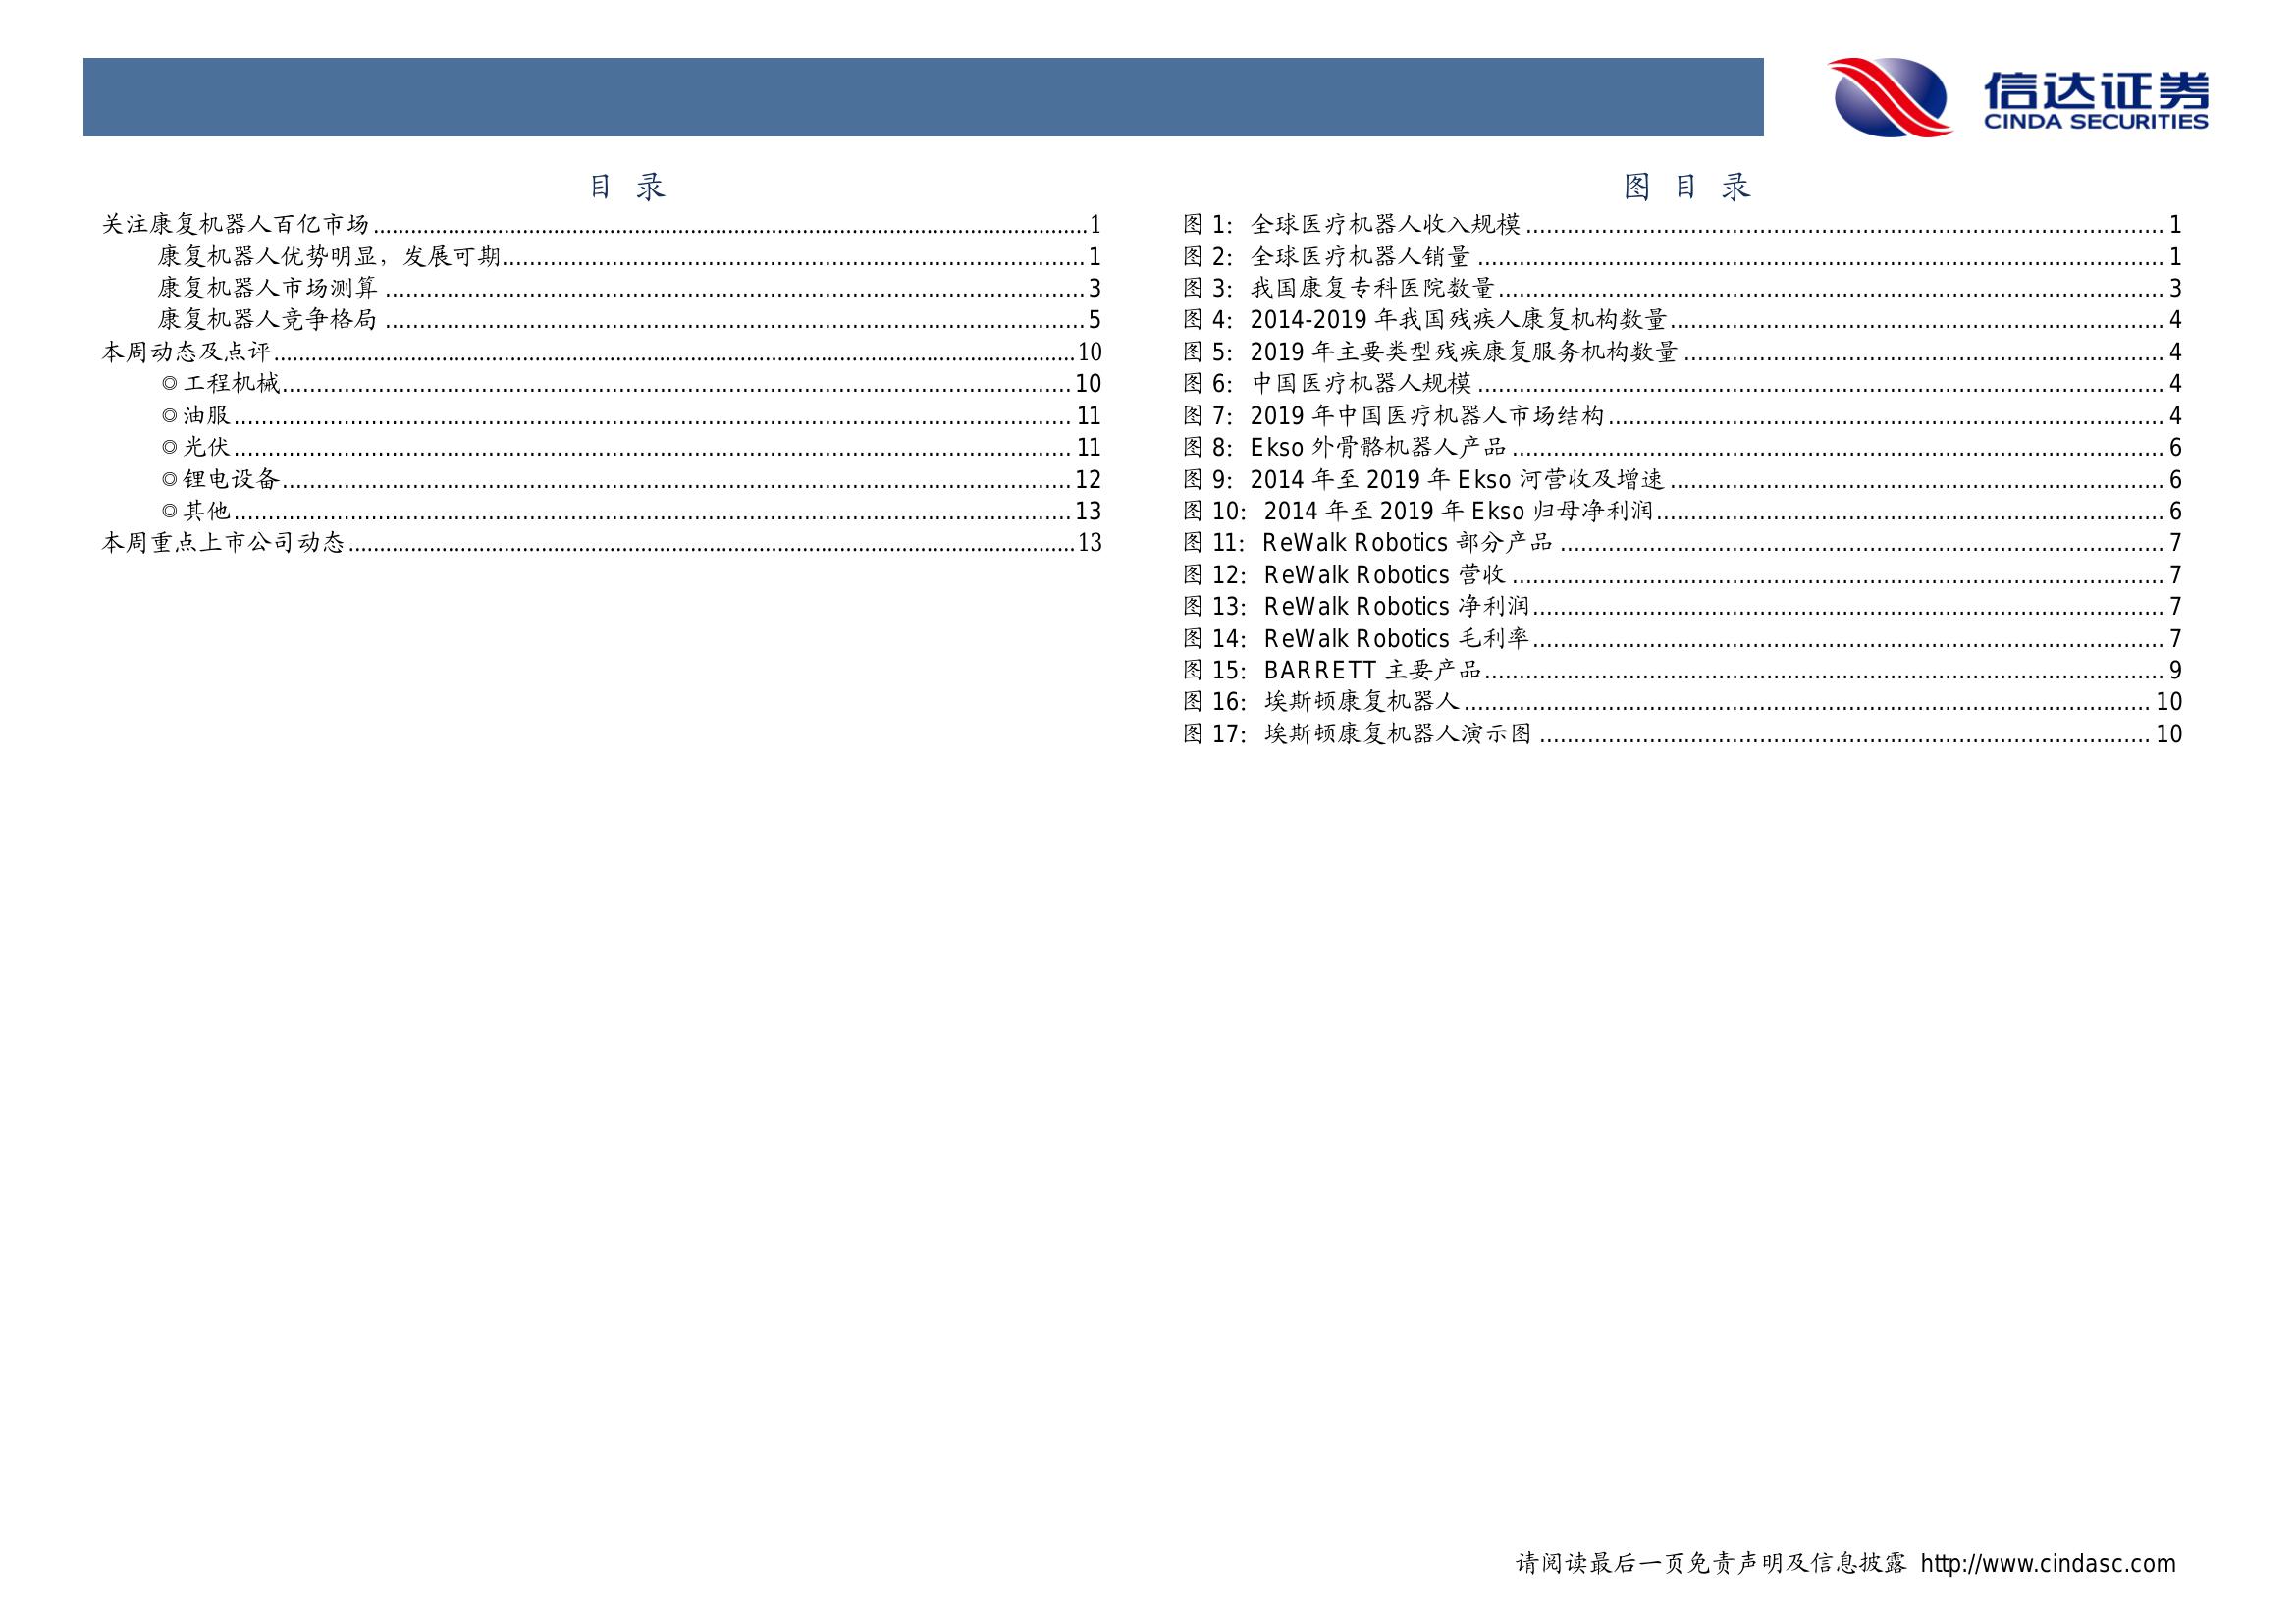 信达证券
CINDA SECURITIES
目 录
关注康复机器人百亿市场..........1
康复机器人优势明显，发展可期..........1
康复机器人市场测算..........3
康复机器人竞争格局..........5
本周动态及点评..........10
◎工程机械..........10
◎油服..........11
◎光伏..........11
◎锂电设备..........12
◎其他..........13
本周重点上市公司动态..........13
图 目 录
图 1：全球医疗机器人收入规模..........1
图 2：全球医疗机器人销量..........1
图 3：我国康复专科医院数量..........3
图 4：2014-2019 年我国残疾人康复机构数量..........4
图 5：2019 年主要类型残疾康复服务机构数量..........4
图 6：中国医疗机器人规模..........4
图 7：2019 年中国医疗机器人市场结构..........4
图 8：Ekso 外骨骼机器人产品..........6
图 9：2014 年至 2019 年 Ekso 河营收及增速..........6
图 10：2014 年至 2019 年 Ekso 归母净利润..........6
图 11：ReWalk Robotics 部分产品..........7
图 12：ReWalk Robotics 营收..........7
图 13：ReWalk Robotics 净利润..........7
图 14：ReWalk Robotics 毛利率..........7
图 15：BARRETT 主要产品..........9
图 16：埃斯顿康复机器人..........10
图 17：埃斯顿康复机器人演示图..........10
请阅读最后一页免责声明及信息披露 http://www.cindasc.com